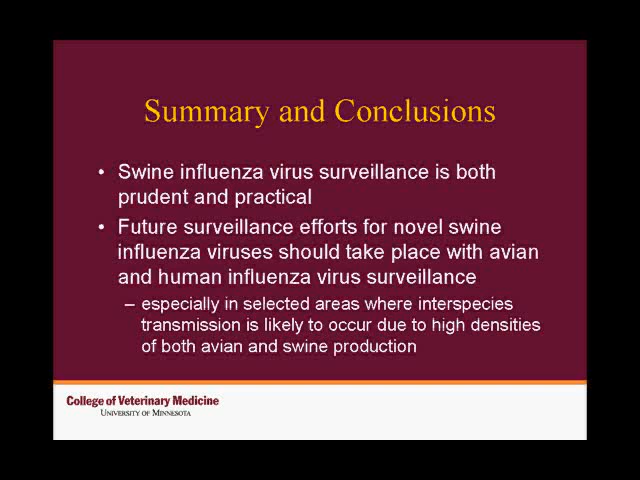 Summary and Conclusions
• Swine influenza virus surveillance is both
prudent and practical
• Future surveillance efforts for novel swine
influenza viruses should take place with avian
and human influenza virus surveillance
– especially in selected areas where interspecies
transmission is likely to occur due to high densities
of both avian and swine production
College of Veterinary Medicine
UNIVERSITY OF MINNESOTA